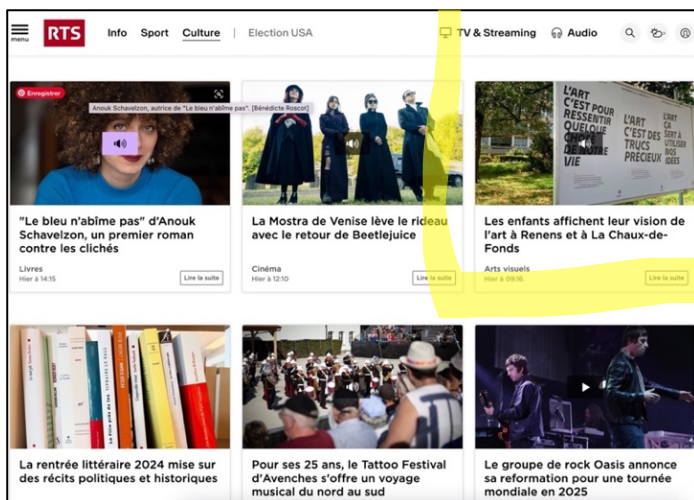 menu
RTS Info Sport Culture | Election USA TV & Streaming Audio
Enregistrer
Anouk Schavelzon, autrice de "Le bleu n'abîme pas". [Bénédicte Roscot]
L'ART
C'EST POUR
RESSENTIR
QUELQUE
CHOSE
DE NOTRE
VIE
L'ART
C'EST DES
TRUCS
PRÉCIEUX
L'ART
ÇA
SERT À
UTILISER
NOS
IDÉES
"Le bleu n'abîme pas" d'Anouk
Schavelzon, un premier roman
contre les clichés
Livres
Hier à 14:15
Lire la suite
La Mostra de Venise lève le rideau
avec le retour de Beetlejuice
Cinéma
Hier à 12:10
Lire la suite
Les enfants affichent leur vision de
l'art à Renens et à La Chaux-de-
Fonds
Arts visuels
Hier à 09:16
Lire la suite
La rentrée littéraire 2024 mise sur
des récits politiques et historiques
Pour ses 25 ans, le Tattoo Festival
d'Avenches s'offre un voyage
musical du nord au sud
Le groupe de rock Oasis annonce
sa reformation pour une tournée
mondiale en 2025